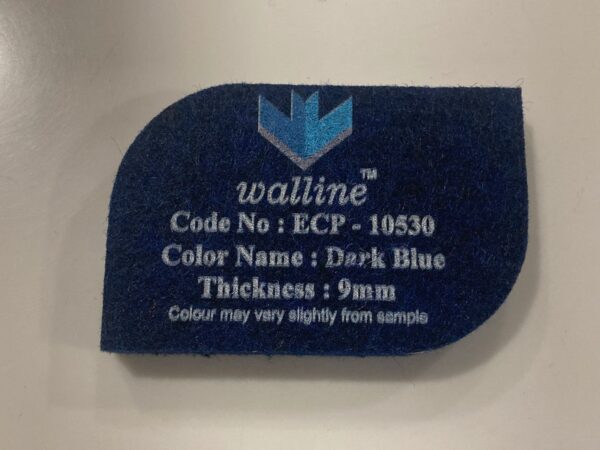 walline™
Code No : ECP - 10530
Color Name : Dark Blue
Thickness : 9mm
Colour may vary slightly from sample